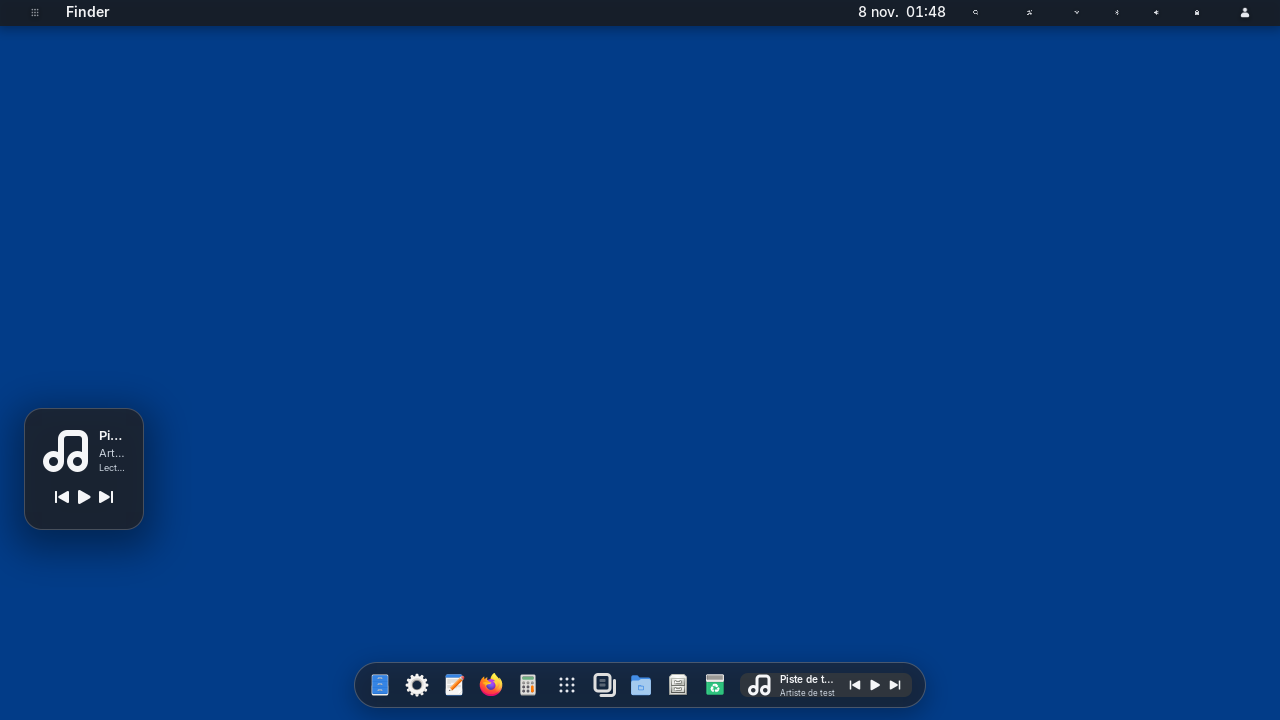 Finder
8 nov. 01:48
Pi...
Art...
Lect...
Piste de t...
Artiste de test